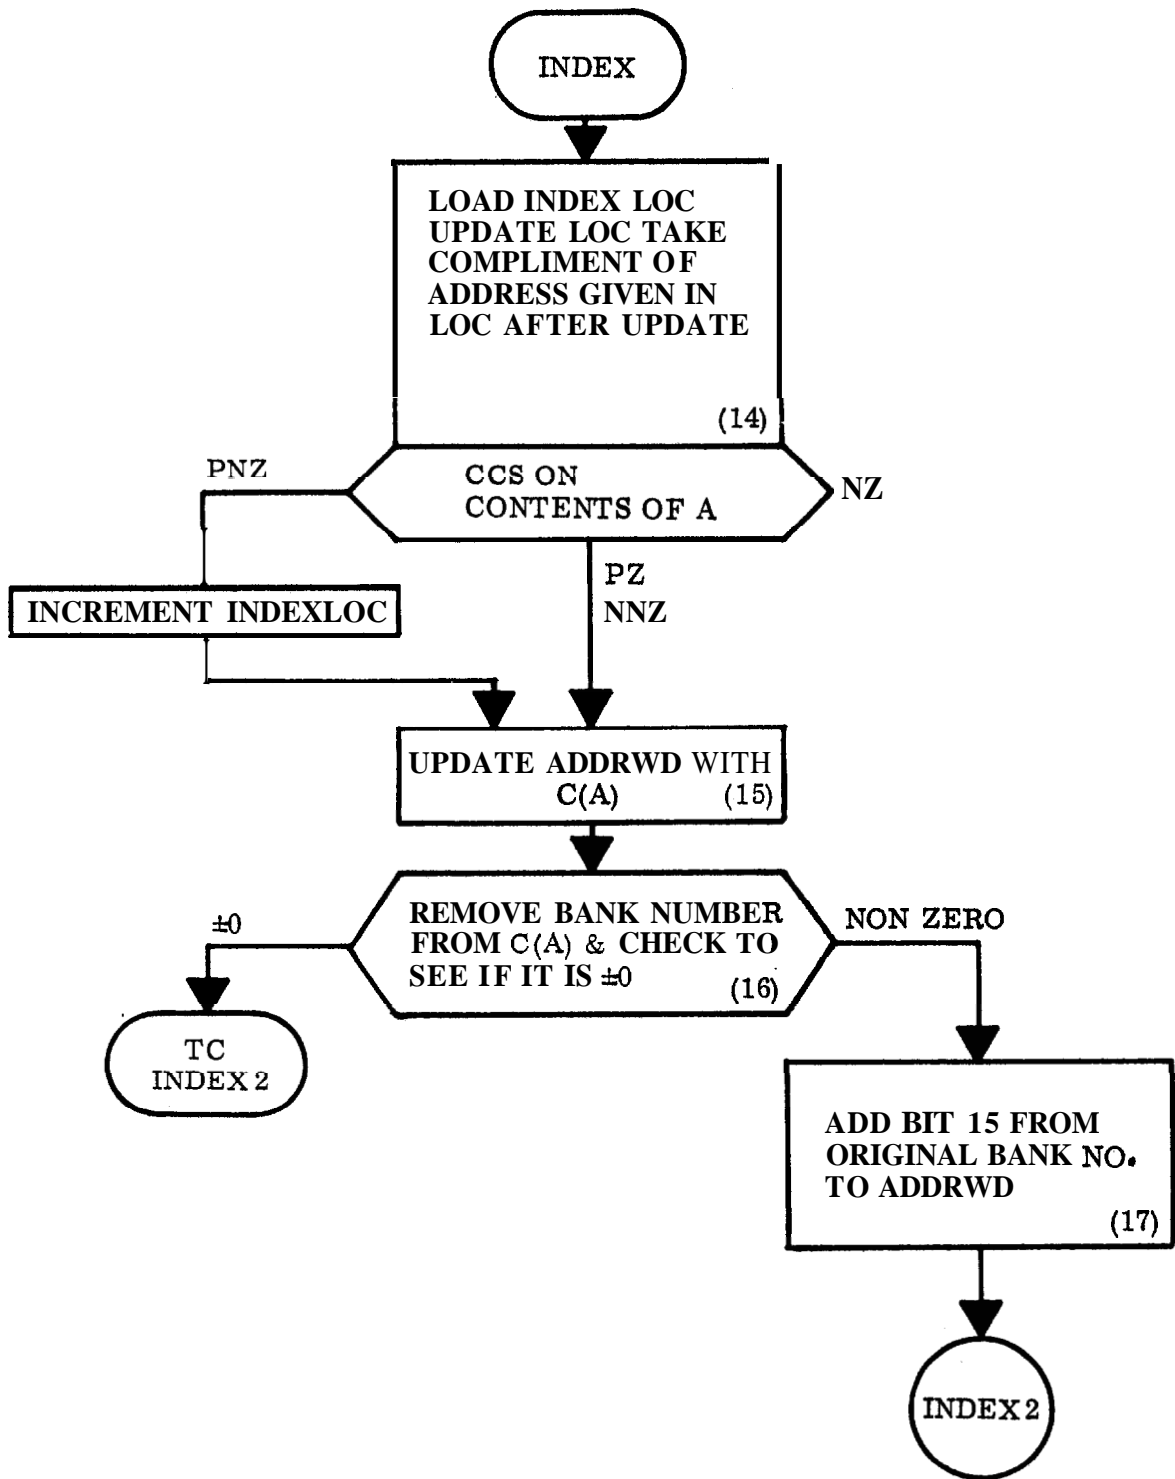 INDEX
LOAD INDEX LOC
UPDATE LOC TAKE
COMPLIMENT OF
ADDRESS GIVEN IN
LOC AFTER UPDATE
(14)
PNZ
CCS ON
CONTENTS OF A
NZ
PZ
NNZ
INCREMENT INDEXLOC
UPDATE ADDRWD WITH
C(A) (15)
±0
REMOVE BANK NUMBER
FROM C(A) & CHECK TO
SEE IF IT IS ±0
(16)
NON ZERO
TC
INDEX 2
ADD BIT 15 FROM
ORIGINAL BANK NO.
TO ADDRWD
(17)
INDEX 2